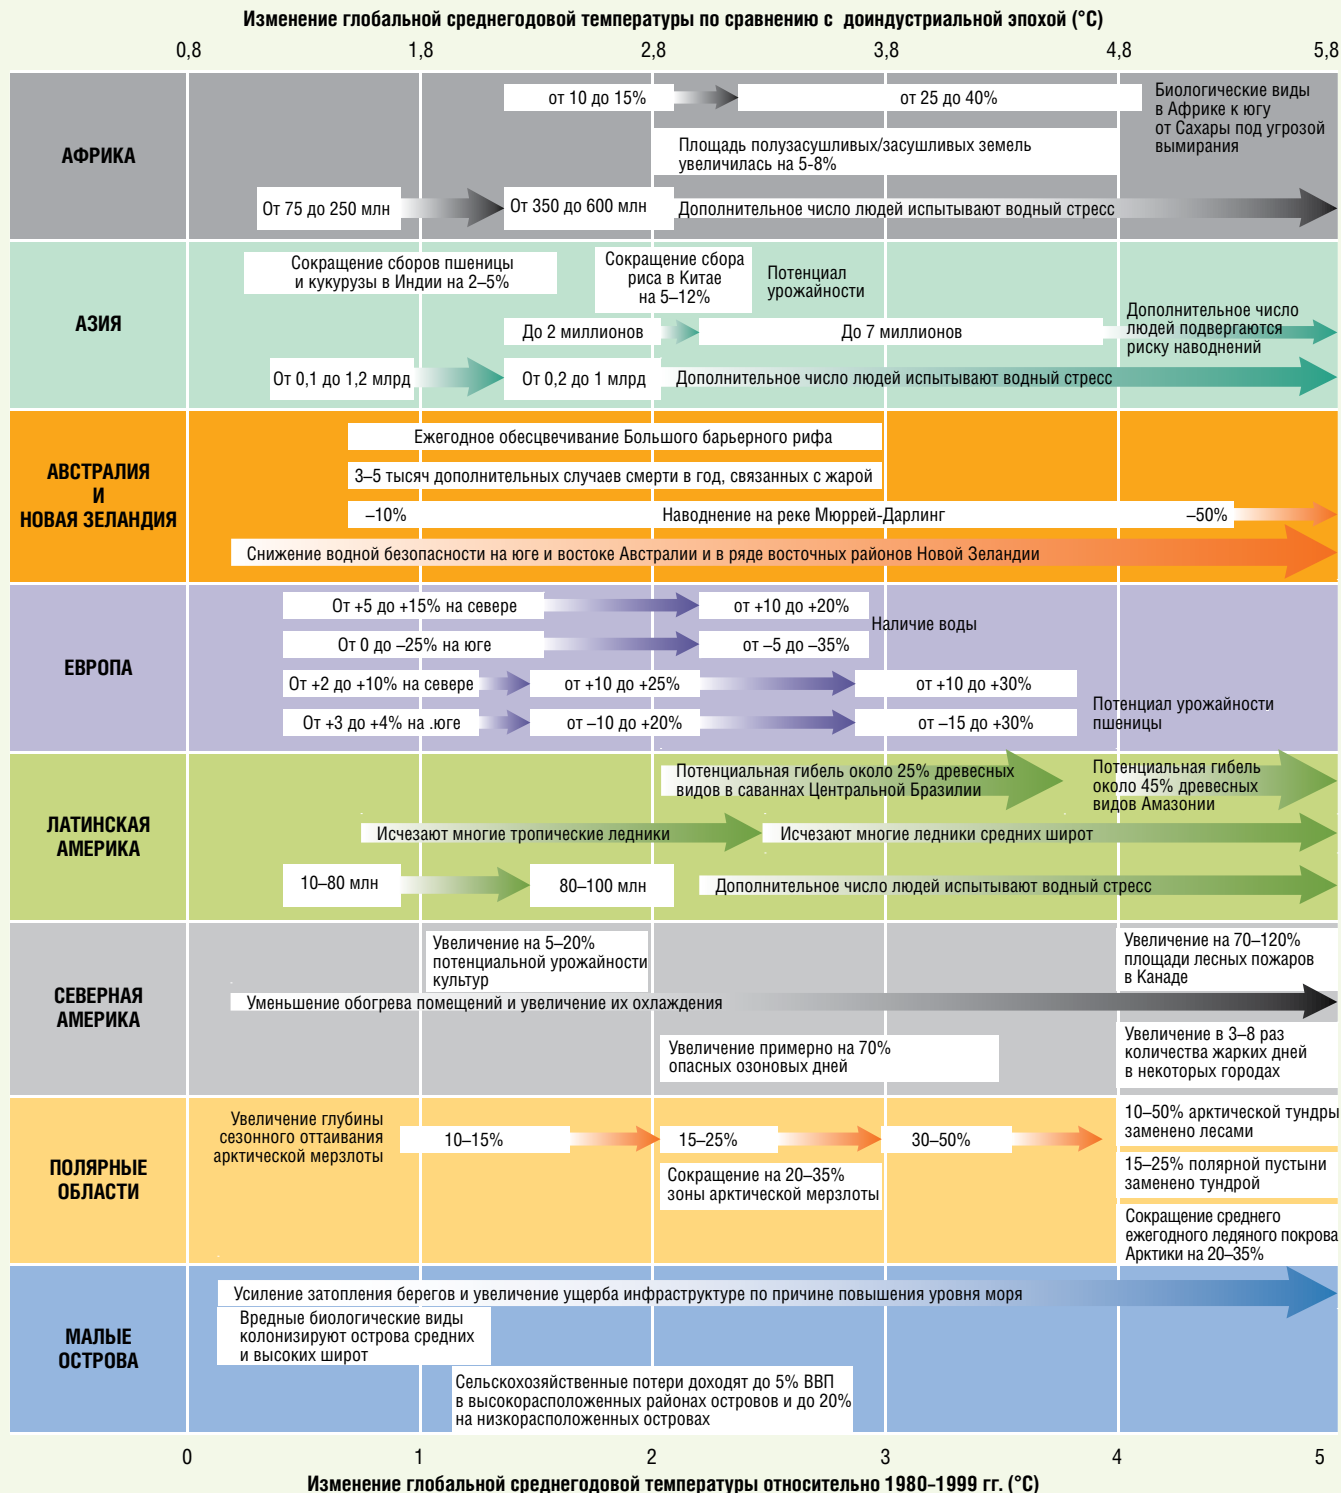 Изменение глобальной среднегодовой температуры по сравнению с доиндустриальной эпохой (°C)
0,8 1,8 2,8 3,8 4,8 5,8
АФРИКА
от 10 до 15%
от 25 до 40%
Биологические виды
в Африке к югу
от Сахары под угрозой
вымирания
Площадь полузасушливых/засушливых земель
увеличилась на 5-8%
От 75 до 250 млн
От 350 до 600 млн
Дополнительное число людей испытывают водный стресс
АЗИЯ
Сокращение сборов пшеницы
и кукурузы в Индии на 2–5%
Сокращение сбора
риса в Китае
на 5–12%
Потенциал
урожайности
До 2 миллионов
До 7 миллионов
Дополнительное число
людей подвергаются
риску наводнений
От 0,1 до 1,2 млрд
От 0,2 до 1 млрд
Дополнительное число людей испытывают водный стресс
АВСТРАЛИЯ
И
НОВАЯ ЗЕЛАНДИЯ
Ежегодное обесцвечивание Большого барьерного рифа
3–5 тысяч дополнительных случаев смерти в год, связанных с жарой
–10% Наводнение на реке Мюррей-Дарлинг –50%
Снижение водной безопасности на юге и востоке Австралии и в ряде восточных районов Новой Зеландии
ЕВРОПА
От +5 до +15% на севере
от +10 до +20%
Наличие воды
От 0 до –25% на юге
от –5 до –35%
От +2 до +10% на севере
от +10 до +25%
от +10 до +30%
Потенциал урожайности
пшеницы
От +3 до +4% на .юге
от –10 до +20%
от –15 до +30%
ЛАТИНСКАЯ
АМЕРИКА
Потенциальная гибель около 25% древесных
видов в саваннах Центральной Бразилии
Потенциальная гибель
около 45% древесных
видов Амазонии
Исчезают многие тропические ледники
Исчезают многие ледники средних широт
10–80 млн
80–100 млн
Дополнительное число людей испытывают водный стресс
СЕВЕРНАЯ
АМЕРИКА
Увеличение на 5–20%
потенциальной урожайности
культур
Увеличение на 70–120%
площади лесных пожаров
в Канаде
Уменьшение обогрева помещений и увеличение их охлаждения
Увеличение примерно на 70%
опасных озоновых дней
Увеличение в 3–8 раз
количества жарких дней
в некоторых городах
ПОЛЯРНЫЕ
ОБЛАСТИ
Увеличение глубины
сезонного оттаивания
арктической мерзлоты
10–15%
15–25%
30–50%
10–50% арктической тундры
заменено лесами
Сокращение на 20–35%
зоны арктической мерзлоты
15–25% полярной пустыни
заменено тундрой
Сокращение среднего
ежегодного ледяного покрова
Арктики на 20–35%
МАЛЫЕ
ОСТРОВА
Усиление затопления берегов и увеличение ущерба инфраструктуре по причине повышения уровня моря
Вредные биологические виды
колонизируют острова средних
и высоких широт
Сельскохозяйственные потери доходят до 5% ВВП
в высокорасположенных районах островов и до 20%
на низкорасположенных островах
0 1 2 3 4 5
Изменение глобальной среднегодовой температуры относительно 1980–1999 гг. (°C)